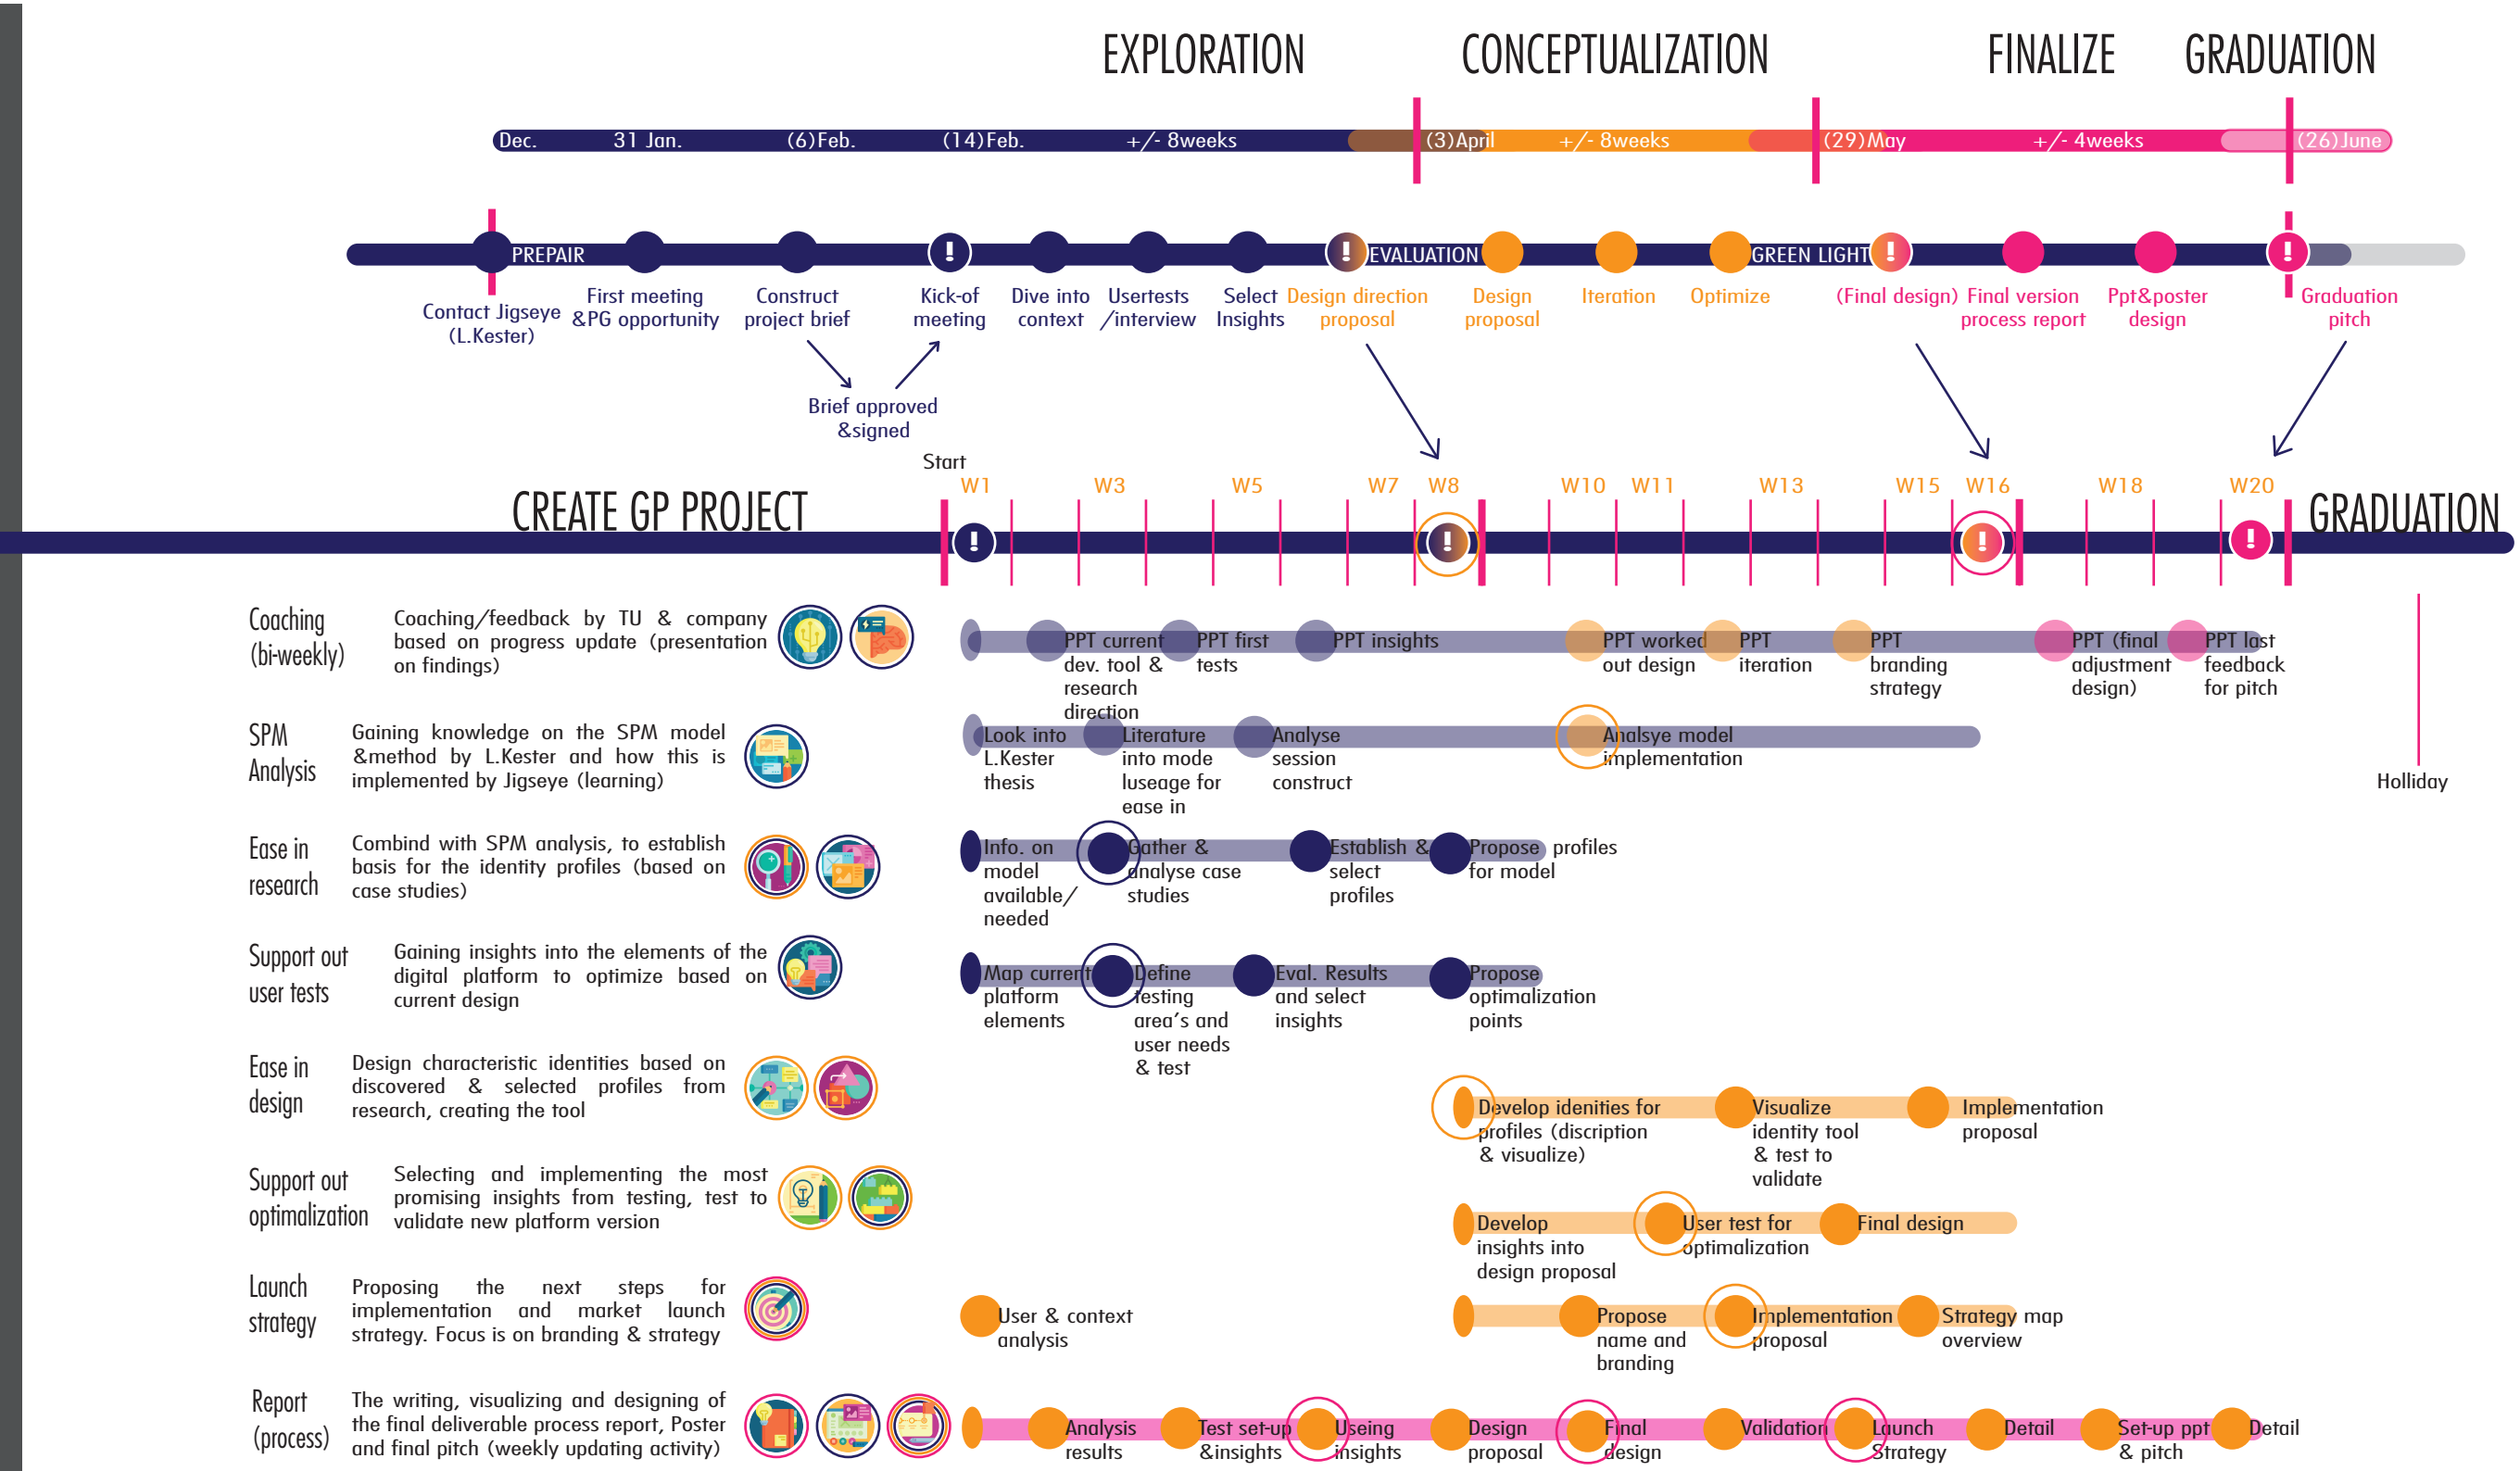 EXPLORATION CONCEPTUALIZATION FINALIZE GRADUATION
Dec. 31 Jan. (6)Feb. (14)Feb. +/- 8weeks (3)April +/- 8weeks (29)May +/- 4weeks (26)June
PREPAIR EVALUATION GREEN LIGHT
Contact Jigseye
(L.Kester)
First meeting
&PG opportunity
Construct
project brief
Kick-of
meeting
Dive into
context
Usertests
/interview
Select
Insights
Design direction
proposal
Design
proposal
Iteration
Optimize
(Final design)
Final version
process report
Ppt&poster
design
Graduation
pitch
Brief approved
&signed
Start
W1 W3 W5 W7 W8 W10 W11 W13 W15 W16 W18 W20
CREATE GP PROJECT
GRADUATION
Holliday
Coaching
(bi-weekly)
Coaching/feedback by TU & company
based on progress update (presentation
on findings)
PPT current
dev. tool &
research
direction
PPT first
tests
PPT insights
PPT worked
out design
PPT
iteration
PPT
branding
strategy
PPT (final
adjustment
design)
PPT last
feedback
for pitch
SPM
Analysis
Gaining knowledge on the SPM model
&method by L.Kester and how this is
implemented by Jigseye (learning)
Look into
L.Kester
thesis
Literature
into mode
luseage for
ease in
Analyse
session
construct
Analsye model
implementation
Ease in
research
Combind with SPM analysis, to establish
basis for the identity profiles (based on
case studies)
Info. on
model
available/
needed
Gather &
analyse case
studies
Establish &
select
profiles
Propose profiles
for model
Support out
user tests
Gaining insights into the elements of the
digital platform to optimize based on
current design
Map current
platform
elements
Define
testing
area's and
user needs
& test
Eval. Results
and select
insights
Propose
optimalization
points
Ease in
design
Design characteristic identities based on
discovered & selected profiles from
research, creating the tool
Develop idenities for
profiles (discription
& visualize)
Visualize
identity tool
& test to
validate
Implementation
proposal
Support out
optimalization
Selecting and implementing the most
promising insights from testing, test to
validate new platform version
Develop
insights into
design proposal
User test for
optimalization
Final design
Launch
strategy
Proposing the next steps for
implementation and market launch
strategy. Focus is on branding & strategy
User & context
analysis
Propose
name and
branding
Implementation
proposal
Strategy map
overview
Report
(process)
The writing, visualizing and designing of
the final deliverable process report, Poster
and final pitch (weekly updating activity)
Analysis
results
Test set-up
&insights
Useing
insights
Design
proposal
Final
design
Validation
Launch
Strategy
Detail
Set-up ppt
& pitch
Detail